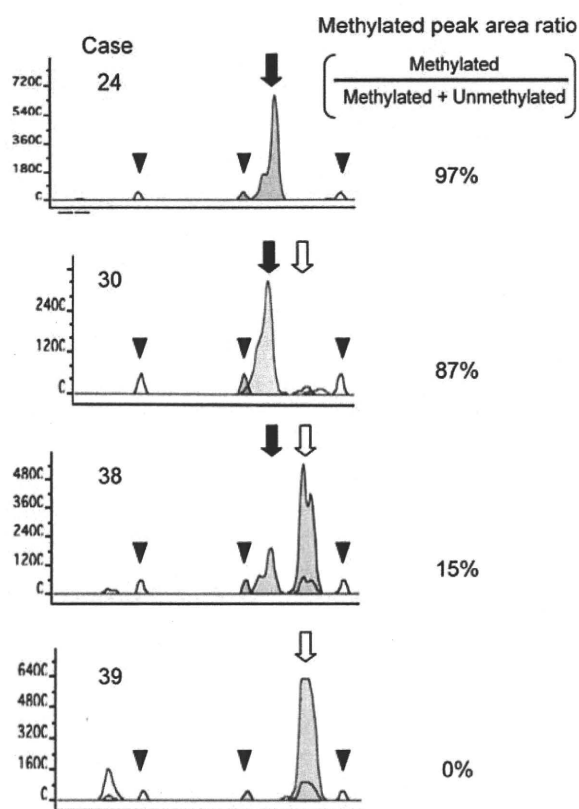 Methylated peak area ratio
Methylated
Methylated + Unmethylated
Case
24
720C
540C
360C
180C
C
97%
30
240C
120C
C
87%
38
480C
360C
240C
120C
C
15%
39
640C
480C
320C
160C
C
0%